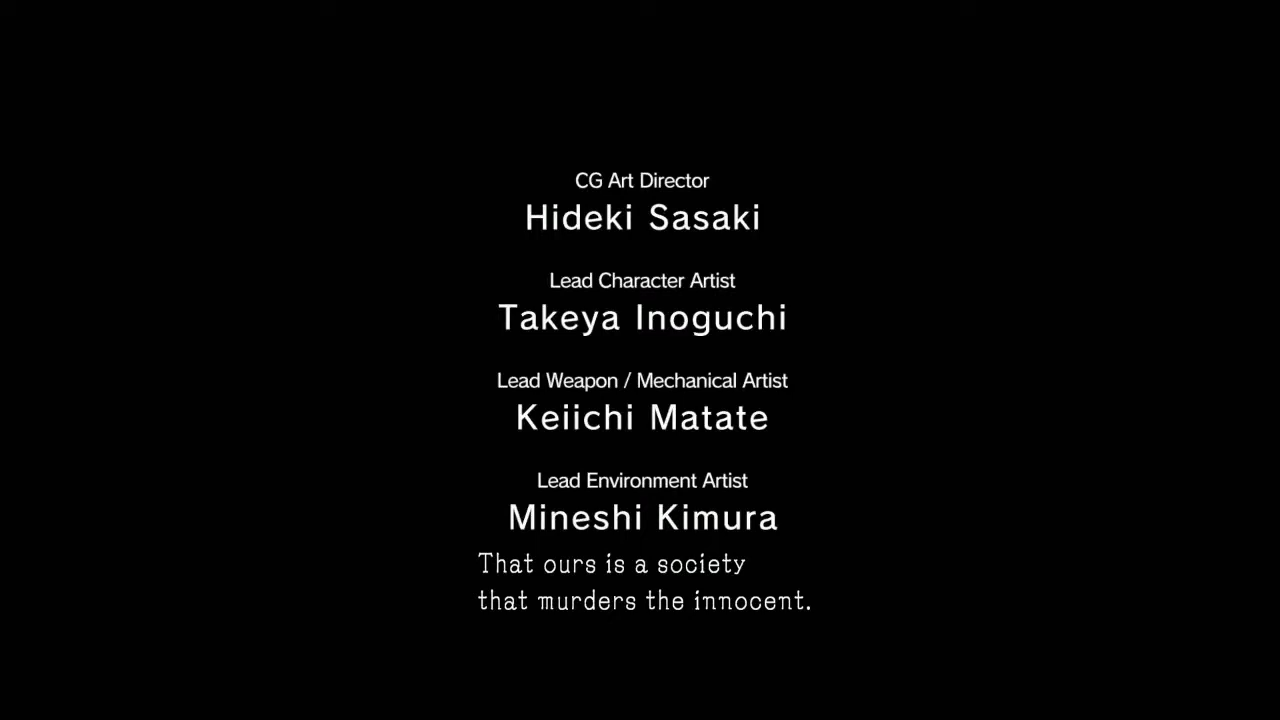 CG Art Director
Hideki Sasaki
Lead Character Artist
Takeya Inoguchi
Lead Weapon / Mechanical Artist
Keiichi Matate
Lead Environment Artist
Mineshi Kimura
That ours is a society
that murders the innocent.